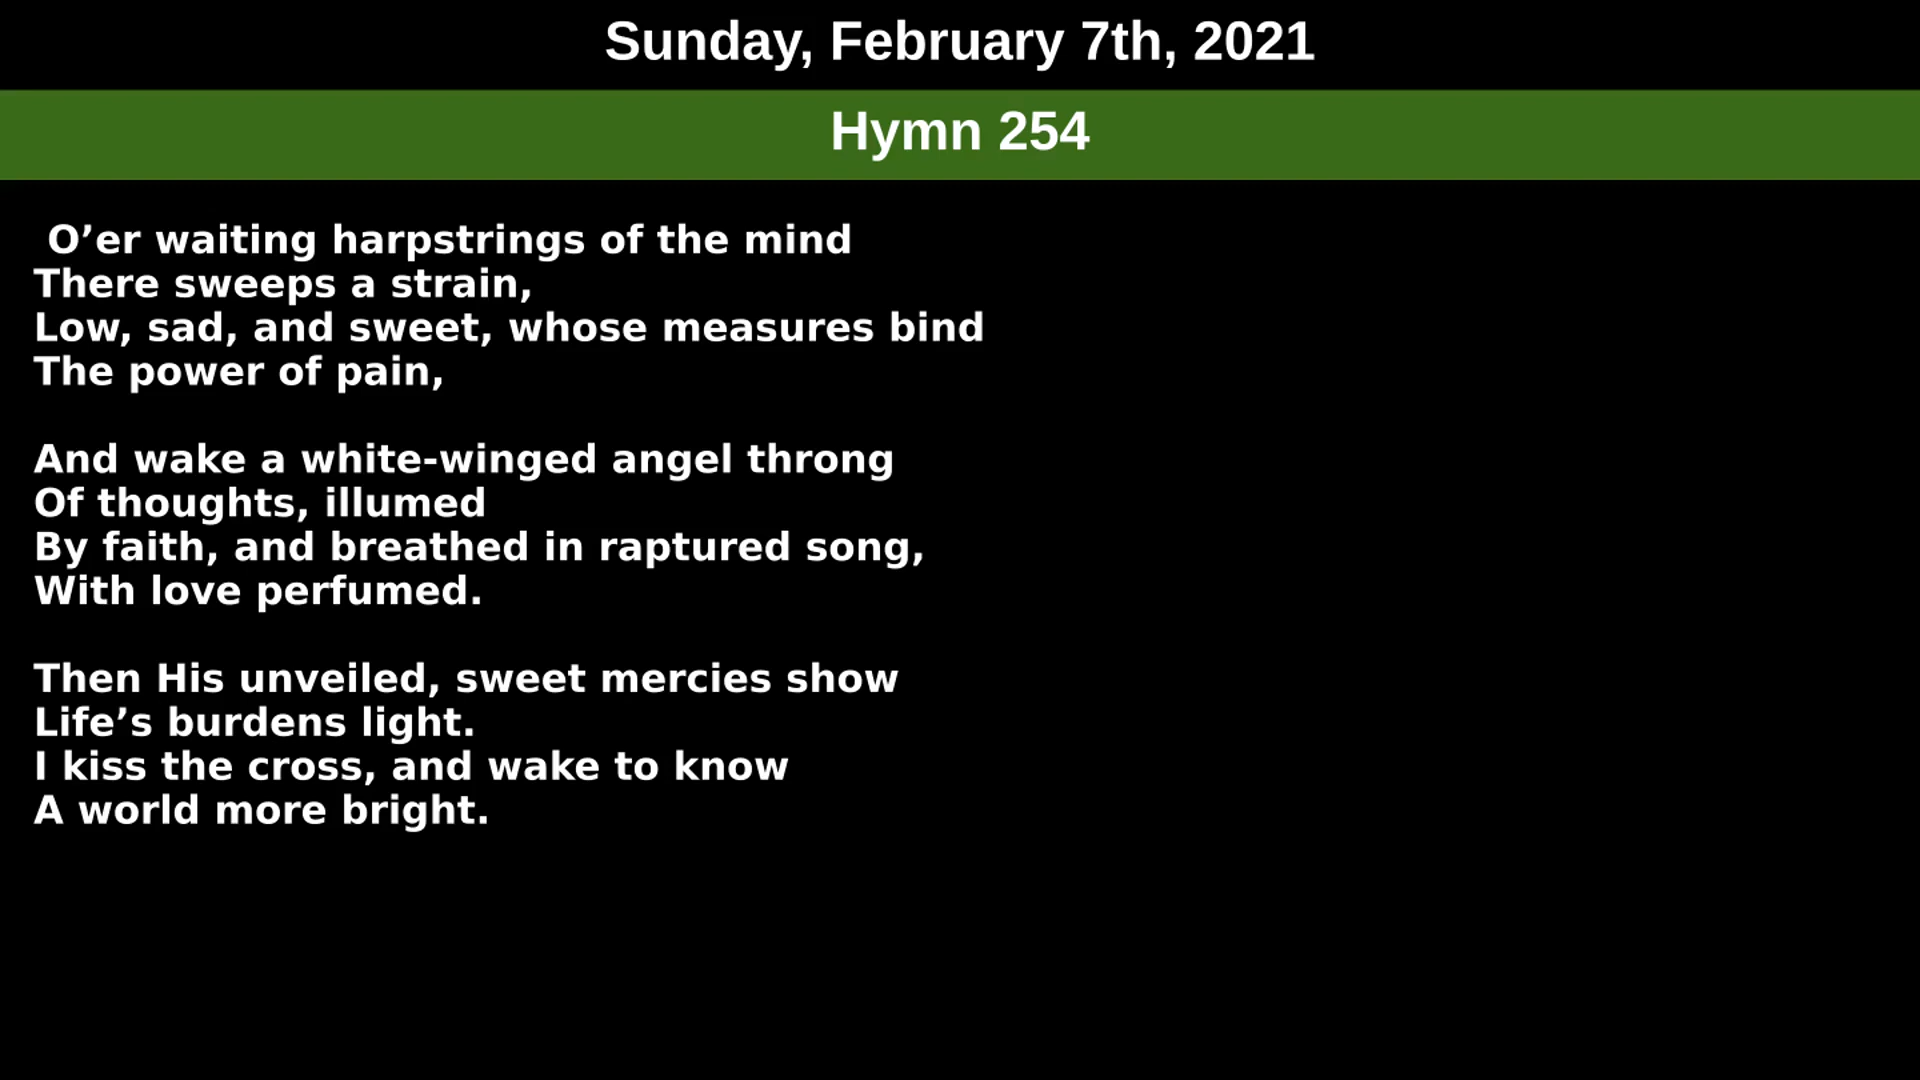 Sunday, February 7th, 2021
Hymn 254
O’er waiting harpstrings of the mind
There sweeps a strain,
Low, sad, and sweet, whose measures bind
The power of pain,
And wake a white-winged angel throng
Of thoughts, illumed
By faith, and breathed in raptured song,
With love perfumed.
Then His unveiled, sweet mercies show
Life’s burdens light.
I kiss the cross, and wake to know
A world more bright.